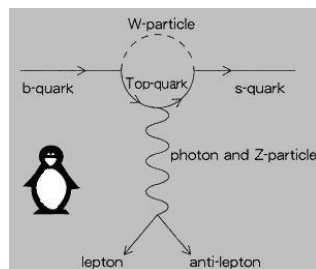 W-particle
b-quark
Top-quark
s-quark
photon and Z-particle
lepton
anti-lepton